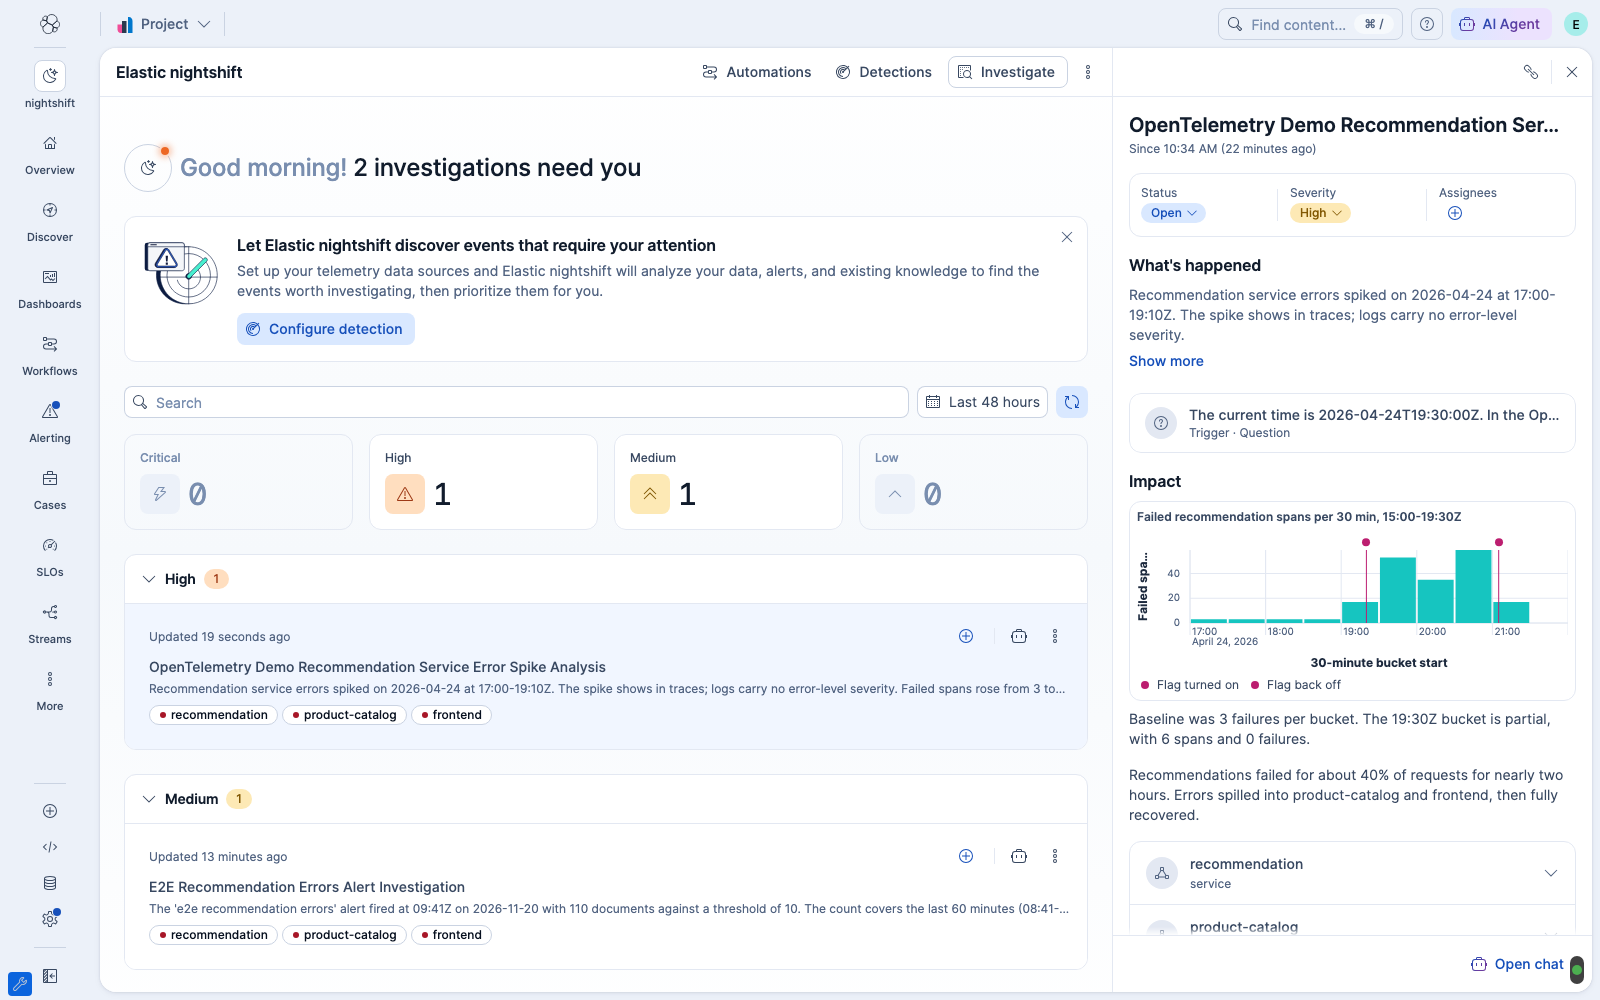 Project
Find content...
⌘ /
AI Agent
E
nightshift
Overview
Discover
Dashboards
Workflows
Alerting
Cases
SLOs
Streams
More
Elastic nightshift
Automations
Detections
Investigate
Good morning! 2 investigations need you
Let Elastic nightshift discover events that require your attention
Set up your telemetry data sources and Elastic nightshift will analyze your data, alerts, and existing knowledge to find the
events worth investigating, then prioritize them for you.
Configure detection
Search
Last 48 hours
Critical
0
High
1
Medium
1
Low
0
High 1
Updated 19 seconds ago
OpenTelemetry Demo Recommendation Service Error Spike Analysis
Recommendation service errors spiked on 2026-04-24 at 17:00-19:10Z. The spike shows in traces; logs carry no error-level severity. Failed spans rose from 3 to...
recommendation
product-catalog
frontend
Medium 1
Updated 13 minutes ago
E2E Recommendation Errors Alert Investigation
The 'e2e recommendation errors' alert fired at 09:41Z on 2026-11-20 with 110 documents against a threshold of 10. The count covers the last 60 minutes (08:41-...
recommendation
product-catalog
frontend
OpenTelemetry Demo Recommendation Ser...
Since 10:34 AM (22 minutes ago)
Status
Open
Severity
High
Assignees
What's happened
Recommendation service errors spiked on 2026-04-24 at 17:00-
19:10Z. The spike shows in traces; logs carry no error-level
severity.
Show more
The current time is 2026-04-24T19:30:00Z. In the Op...
Trigger · Question
Impact
Failed recommendation spans per 30 min, 15:00-19:30Z
Failed spa...
40
20
0
17:00
18:00
19:00
20:00
21:00
April 24, 2026
30-minute bucket start
Flag turned on
Flag back off
Baseline was 3 failures per bucket. The 19:30Z bucket is partial,
with 6 spans and 0 failures.
Recommendations failed for about 40% of requests for nearly two
hours. Errors spilled into product-catalog and frontend, then fully
recovered.
recommendation
service
product-catalog
Open chat